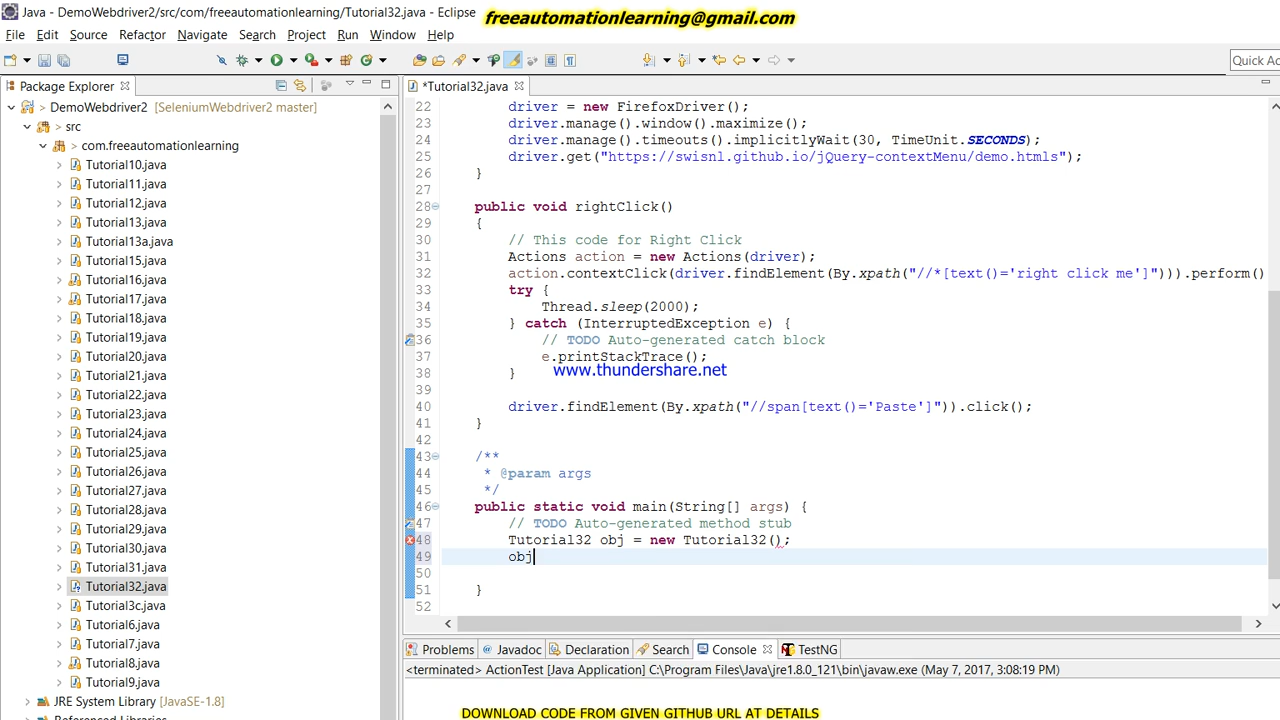 Java - DemoWebdriver2/src/com/freeautomationlearning/Tutorial32.java - Eclipse
freeautomationlearning@gmail.com
File Edit Source Refactor Navigate Search Project Run Window Help
Quick Ac
Package Explorer
*Tutorial32.java
DemoWebdriver2 [SeleniumWebdriver2 master]
src
com.freeautomationlearning
Tutorial10.java
Tutorial11.java
Tutorial12.java
Tutorial13.java
Tutorial13a.java
Tutorial15.java
Tutorial16.java
Tutorial17.java
Tutorial18.java
Tutorial19.java
Tutorial20.java
Tutorial21.java
Tutorial22.java
Tutorial23.java
Tutorial24.java
Tutorial25.java
Tutorial26.java
Tutorial27.java
Tutorial28.java
Tutorial29.java
Tutorial30.java
Tutorial31.java
Tutorial32.java
Tutorial3c.java
Tutorial6.java
Tutorial7.java
Tutorial8.java
Tutorial9.java
JRE System Library [JavaSE-1.8]
Referenced Libraries
22 driver = new FirefoxDriver();
23 driver.manage().window().maximize();
24 driver.manage().timeouts().implicitlyWait(30, TimeUnit.SECONDS);
25 driver.get("https://swisnl.github.io/jQuery-contextMenu/demo.htmls");
26 }
27
28 public void rightClick()
29 {
30 // This code for Right Click
31 Actions action = new Actions(driver);
32 action.contextClick(driver.findElement(By.xpath("//*[text()='right click me']"))).perform()
33 try {
34 Thread.sleep(2000);
35 } catch (InterruptedException e) {
36 // TODO Auto-generated catch block
37 e.printStackTrace();
38 }
www.thundershare.net
39
40 driver.findElement(By.xpath("//span[text()='Paste']")).click();
41 }
42
43 /**
44 * @param args
45 */
46 public static void main(String[] args) {
47 // TODO Auto-generated method stub
48 Tutorial32 obj = new Tutorial32();
49 obj
50
51 }
52
Problems @ Javadoc Declaration Search Console TestNG
<terminated> ActionTest [Java Application] C:\Program Files\Java\jre1.8.0_121\bin\javaw.exe (May 7, 2017, 3:08:19 PM)
DOWNLOAD CODE FROM GIVEN GITHUB URL AT DETAILS